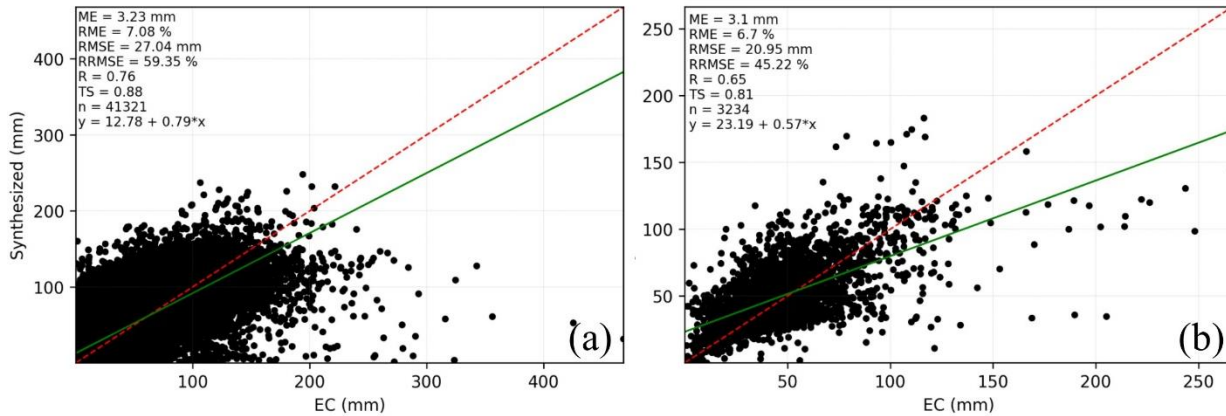 ME = 3.23 mm
RME = 7.08 %
RMSE = 27.04 mm
RRMSE = 59.35 %
R = 0.76
TS = 0.88
n = 41321
y = 12.78 + 0.79*x
400
300
200
100
Synthesized (mm)
100 200 300 400
EC (mm)
(a)
ME = 3.1 mm
RME = 6.7 %
RMSE = 20.95 mm
RRMSE = 45.22 %
R = 0.65
TS = 0.81
n = 3234
y = 23.19 + 0.57*x
250
200
150
100
50
50 100 150 200 250
EC (mm)
(b)